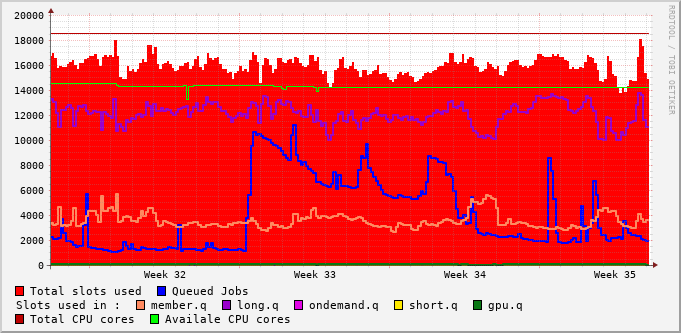 RRDTOOL / TOBI OETIKER
20000
18000
16000
14000
12000
10000
8000
6000
4000
2000
0
Week 32 Week 33 Week 34 Week 35
Total slots used Queued Jobs
Slots used in : member.q long.q ondemand.q short.q gpu.q
Total CPU cores Availale CPU cores